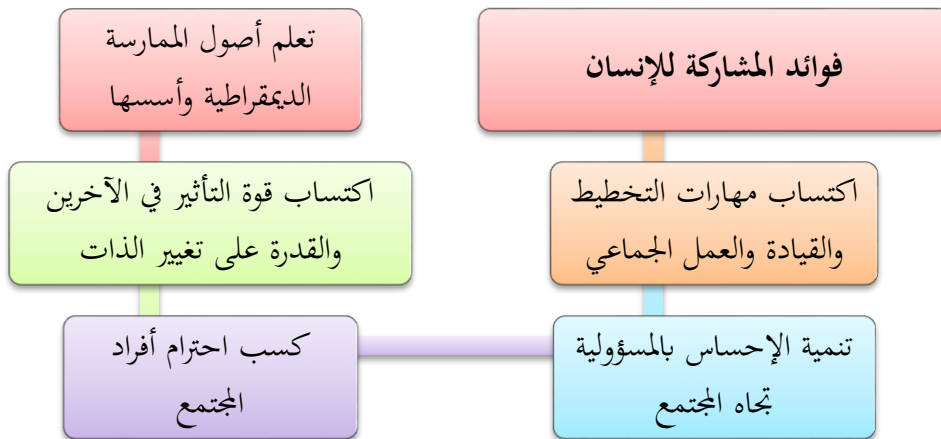 فوائد المشاركة للإنسان
اكتساب مهارات التخطيط
والقيادة والعمل الجماعي
تنمية الإحساس بالمسؤولية
تجاه المجتمع
كسب احترام أفراد
المجتمع
اكتساب قوة التأثير في الآخرين
والقدرة على تغيير الذات
تعلم أصول الممارسة
الديمقراطية وأسسها